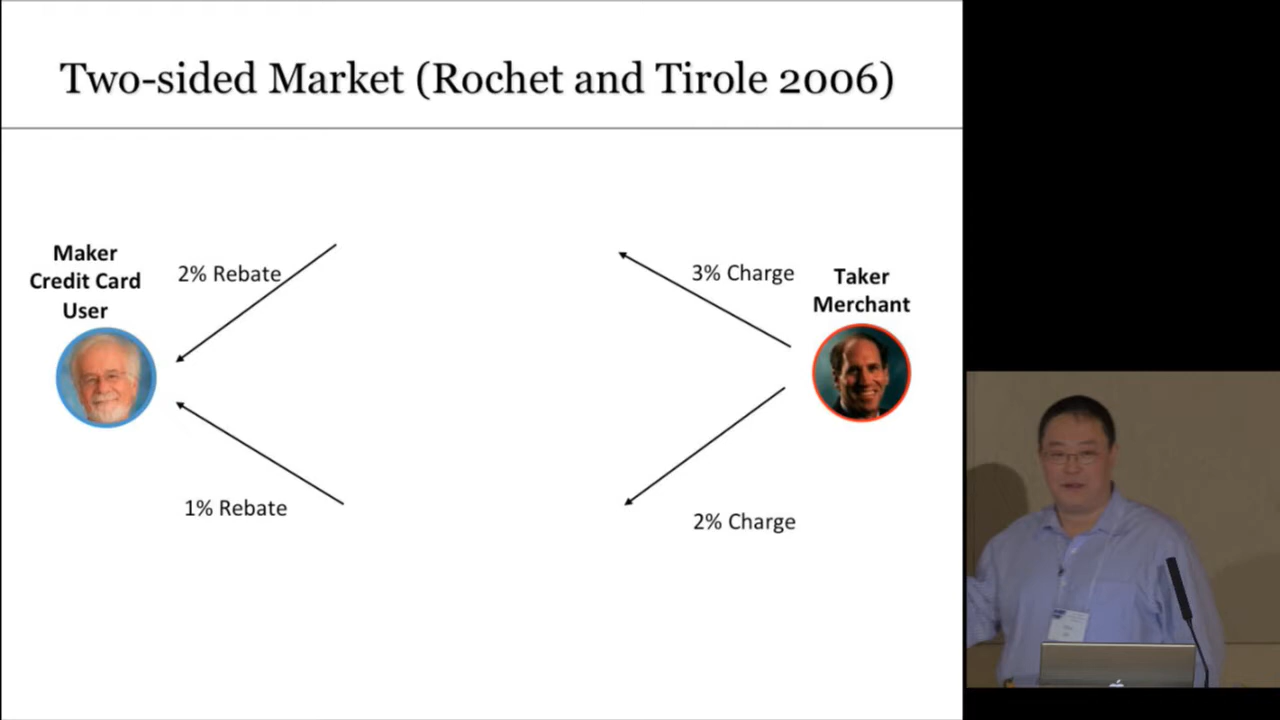 Two-sided Market (Rochet and Tirole 2006)
Maker
Credit Card
User
2% Rebate
3% Charge
Taker
Merchant
1% Rebate
2% Charge